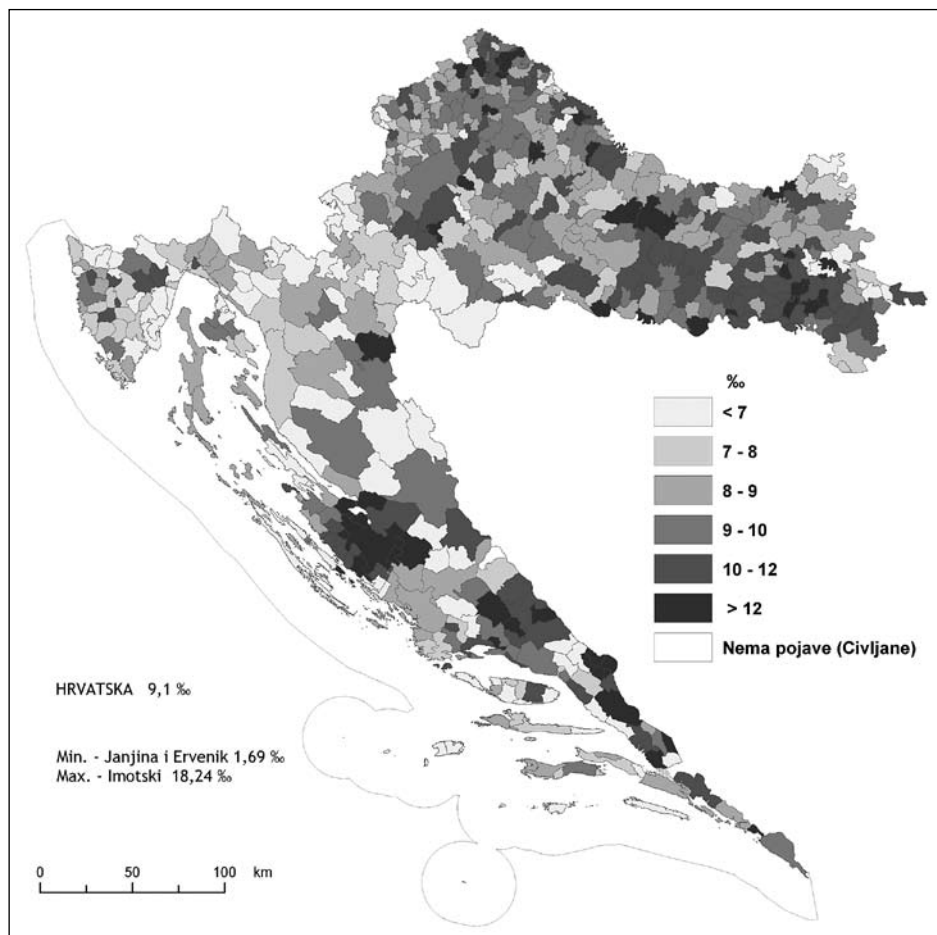 ‰
< 7
7 - 8
8 - 9
9 - 10
10 - 12
> 12
Nema pojave (Civljane)
HRVATSKA 9,1 ‰
Min. - Janjina i Ervenik 1,69 ‰
Max. - Imotski 18,24 ‰
0 50 100 km